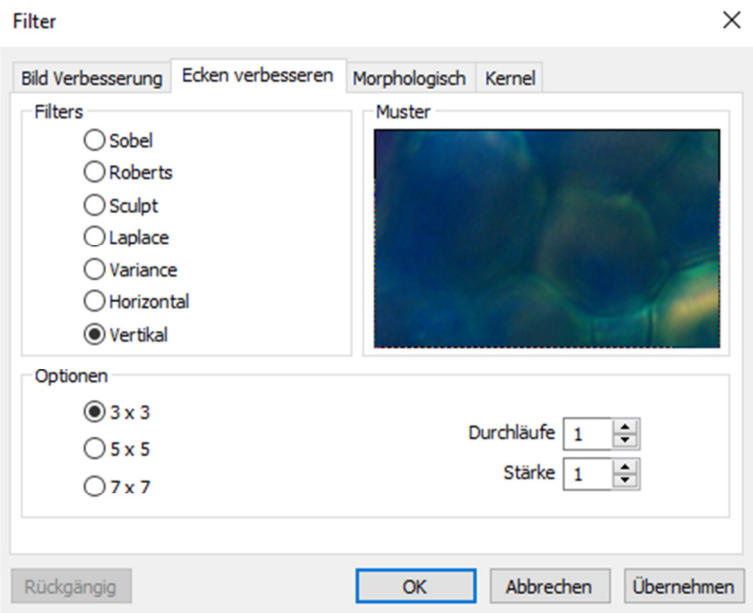 Filter
Bild Verbesserung Ecken verbesseren Morphologisch Kernel
Filters
Sobel
Roberts
Sculpt
Laplace
Variance
Horizontal
Vertikal
Muster
Optionen
3 x 3
5 x 5
7 x 7
Durchläufe 1
Stärke 1
Rückgängig OK Abbrechen Übernehmen